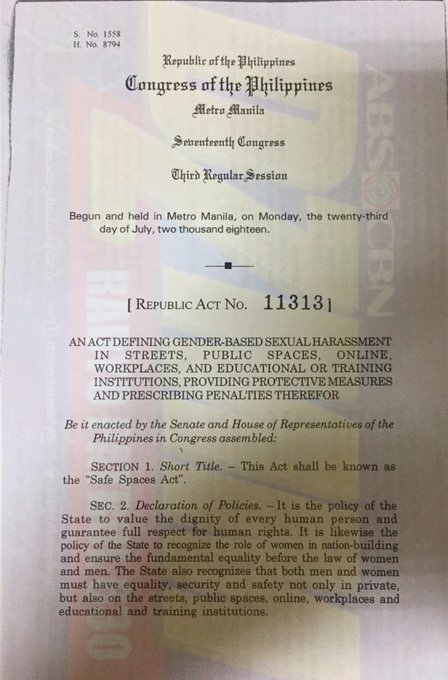 S. No. 1558
H. No. 8794
Republic of the Philippines
Congress of the Philippines
Metro Manila
Seventeenth Congress
Third Regular Session
Begun and held in Metro Manila, on Monday, the twenty-third
day of July, two thousand eighteen.
[ REPUBLIC ACT NO. 11313 ]
AN ACT DEFINING GENDER-BASED SEXUAL HARASSMENT
IN STREETS, PUBLIC SPACES, ONLINE,
WORKPLACES, AND EDUCATIONAL OR TRAINING
INSTITUTIONS, PROVIDING PROTECTIVE MEASURES
AND PRESCRIBING PENALTIES THEREFOR
Be it enacted by the Senate and House of Representatives of the
Philippines in Congress assembled:
SECTION 1. Short Title. – This Act shall be known as
the “Safe Spaces Act”.
SEC. 2. Declaration of Policies. – It is the policy of the
State to value the dignity of every human person and
guarantee full respect for human rights. It is likewise the
policy of the State to recognize the role of women in nation-building
and ensure the fundamental equality before the law of women
and men. The State also recognizes that both men and women
must have equality, security and safety not only in private,
but also on the streets, public spaces, online, workplaces and
educational and training institutions.
ABS CBN